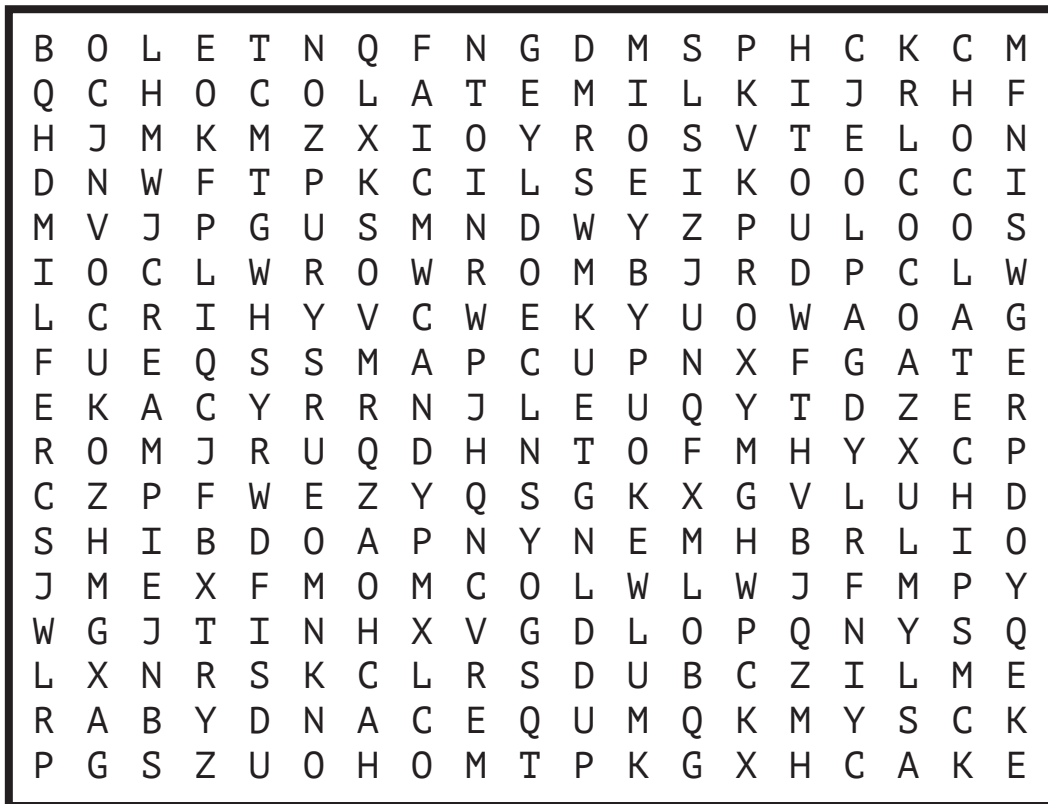 B O L E T N Q F N G D M S P H C K C M
Q C H O C O L A T E M I L K I J R H F
H J M K M Z X I O Y R O S V T E L O N
D N W F T P K C I L S E I K O O C C I
M V J P G U S M N D W Y Z P U L O O S
I O C L W R O W R O M B J R D P C L W
L C R I H Y V C W E K Y U O W A O A G
F U E Q S S M A P C U P N X F G A T E
E K A C Y R R N J L E U Q Y T D Z E R
R O M J R U Q D H N T O F M H Y X C P
C Z P F W E Z Y Q S G K X G V L U H D
S H I B D O A P N Y N E M H B R L I O
J M E X F M O M C O L W L W J F M P Y
W G J T I N H X V G D L O P Q N Y S Q
L X N R S K C L R S D U B C Z I L M E
R A B Y D N A C E Q U M Q K M Y S C K
P G S Z U O H O M T P K G X H C A K E